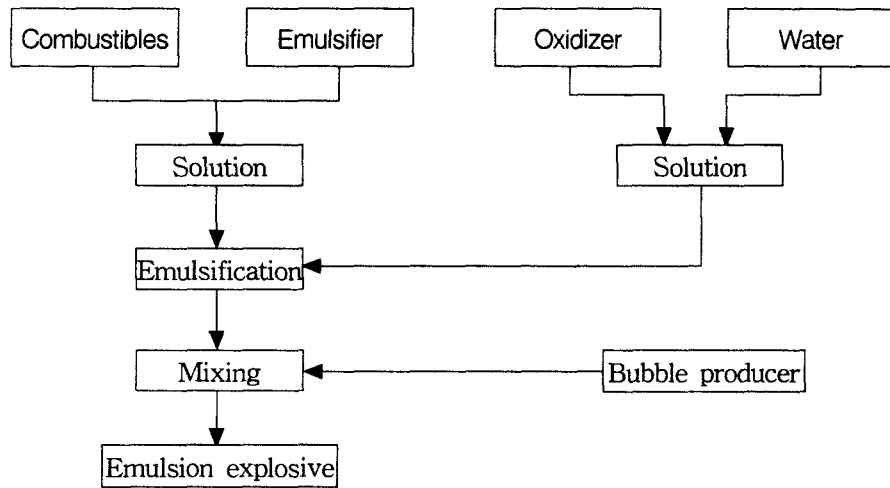 Combustibles
Emulsifier
Oxidizer
Water
Solution
Solution
Emulsification
Mixing
Bubble producer
Emulsion explosive